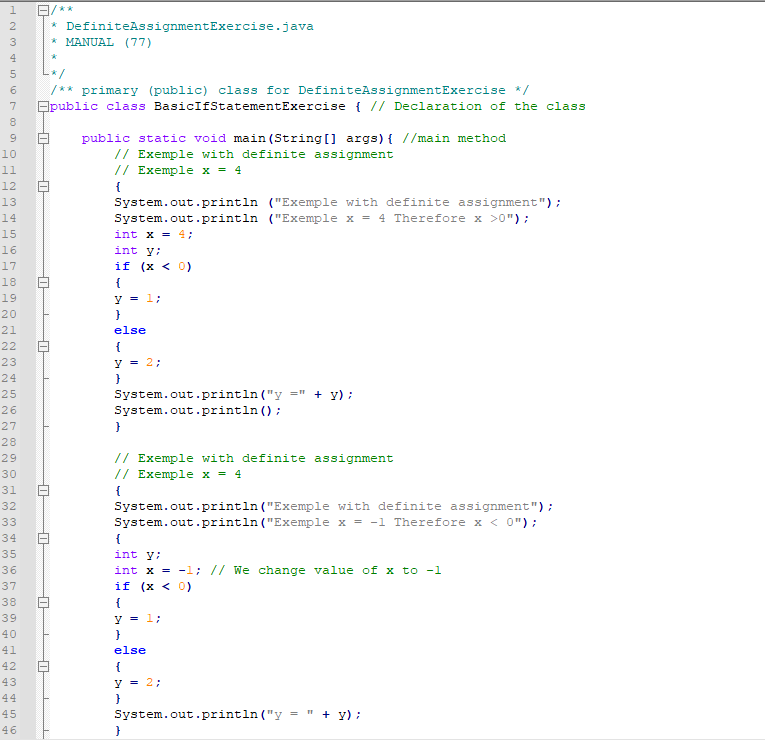 1 /**
2 * DefiniteAssignmentExercise.java
3 * MANUAL (77)
4 *
5 */
6 /** primary (public) class for DefiniteAssignmentExercise */
7 public class BasicIfStatementExercise { // Declaration of the class
8
9 public static void main(String[] args){ //main method
10 // Exemple with definite assignment
11 // Exemple x = 4
12 {
13 System.out.println ("Exemple with definite assignment");
14 System.out.println ("Exemple x = 4 Therefore x >0");
15 int x = 4;
16 int y;
17 if (x < 0)
18 {
19 y = 1;
20 }
21 else
22 {
23 y = 2;
24 }
25 System.out.println("y =" + y);
26 System.out.println();
27 }
28
29 // Exemple with definite assignment
30 // Exemple x = 4
31 {
32 System.out.println("Exemple with definite assignment");
33 System.out.println("Exemple x = -1 Therefore x < 0");
34 {
35 int y;
36 int x = -1; // We change value of x to -1
37 if (x < 0)
38 {
39 y = 1;
40 }
41 else
42 {
43 y = 2;
44 }
45 System.out.println("y = " + y);
46 }